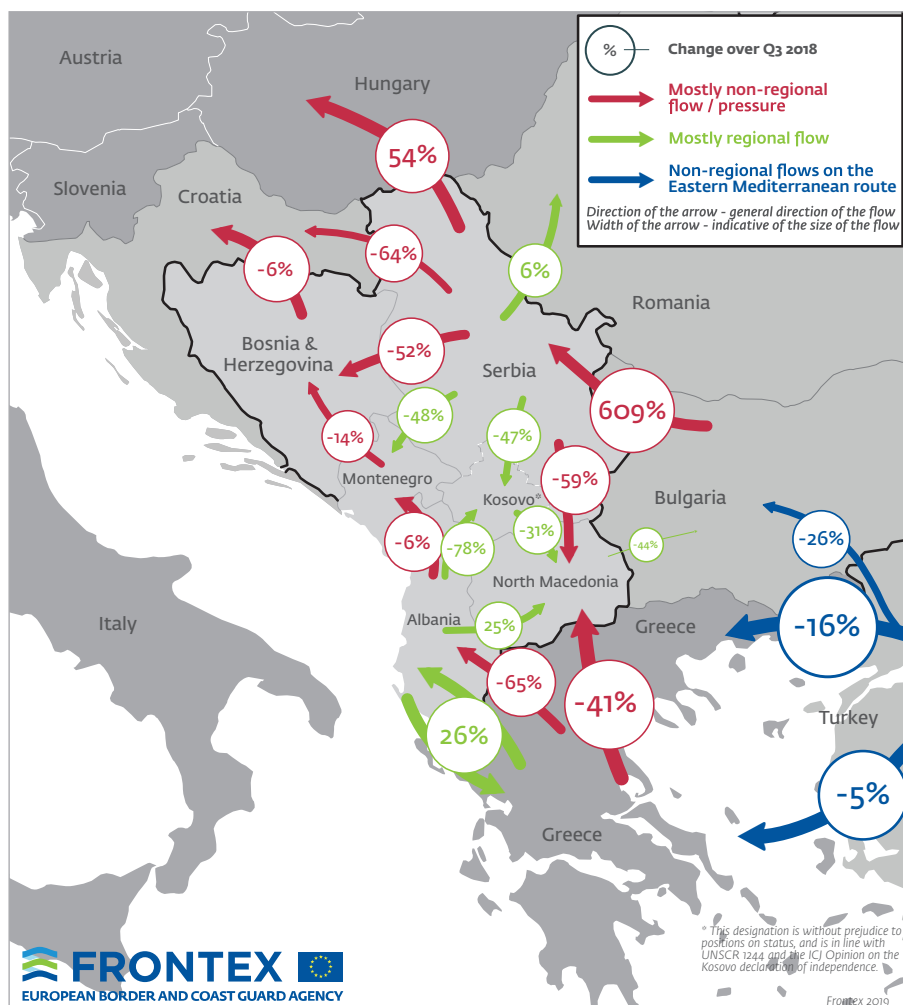 Austria
Hungary
Slovenia
Croatia
Bosnia &
Herzegovina
Serbia
Romania
Montenegro
Kosovo*
Bulgaria
North Macedonia
Albania
Italy
Greece
Turkey
Greece
54%
-6%
-64%
6%
-52%
-48%
-47%
609%
-14%
-59%
-6%
-78%
-31%
-44%
-26%
25%
-16%
-65%
-41%
26%
-5%
%
Change over Q3 2018
Mostly non-regional
flow / pressure
Mostly regional flow
Non-regional flows on the
Eastern Mediterranean route
Direction of the arrow - general direction of the flow
Width of the arrow - indicative of the size of the flow
* This designation is without prejudice to
positions on status, and is in line with
UNSCR 1244 and the ICJ Opinion on the
Kosovo declaration of independence.
FRONTEX
EUROPEAN BORDER AND COAST GUARD AGENCY
Frontex 2019